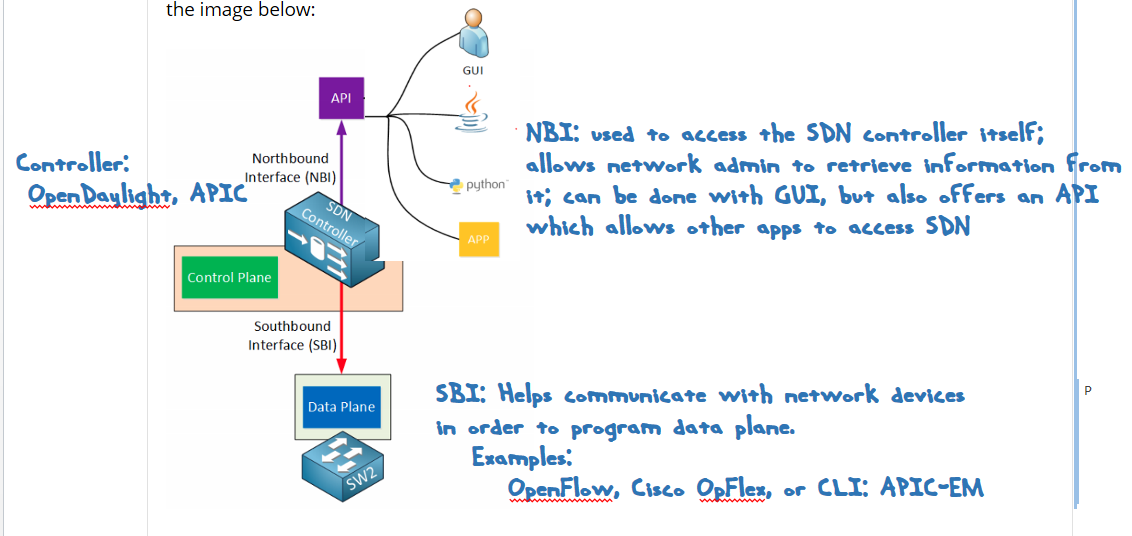 the image below:
GUI
API
Northbound
Interface (NBI)
Controller:
OpenDaylight, APIC
NBI: used to access the SDN controller itself;
allows network admin to retrieve information from
it; can be done with GUI, but also offers an API
which allows other apps to access SDN
python
APP
SDN
Controller
Control Plane
Southbound
Interface (SBI)
Data Plane
SW2
SBI: Helps communicate with network devices
in order to program data plane.
Examples:
OpenFlow, Cisco OpFlex, or CLI: APIC-EM
P